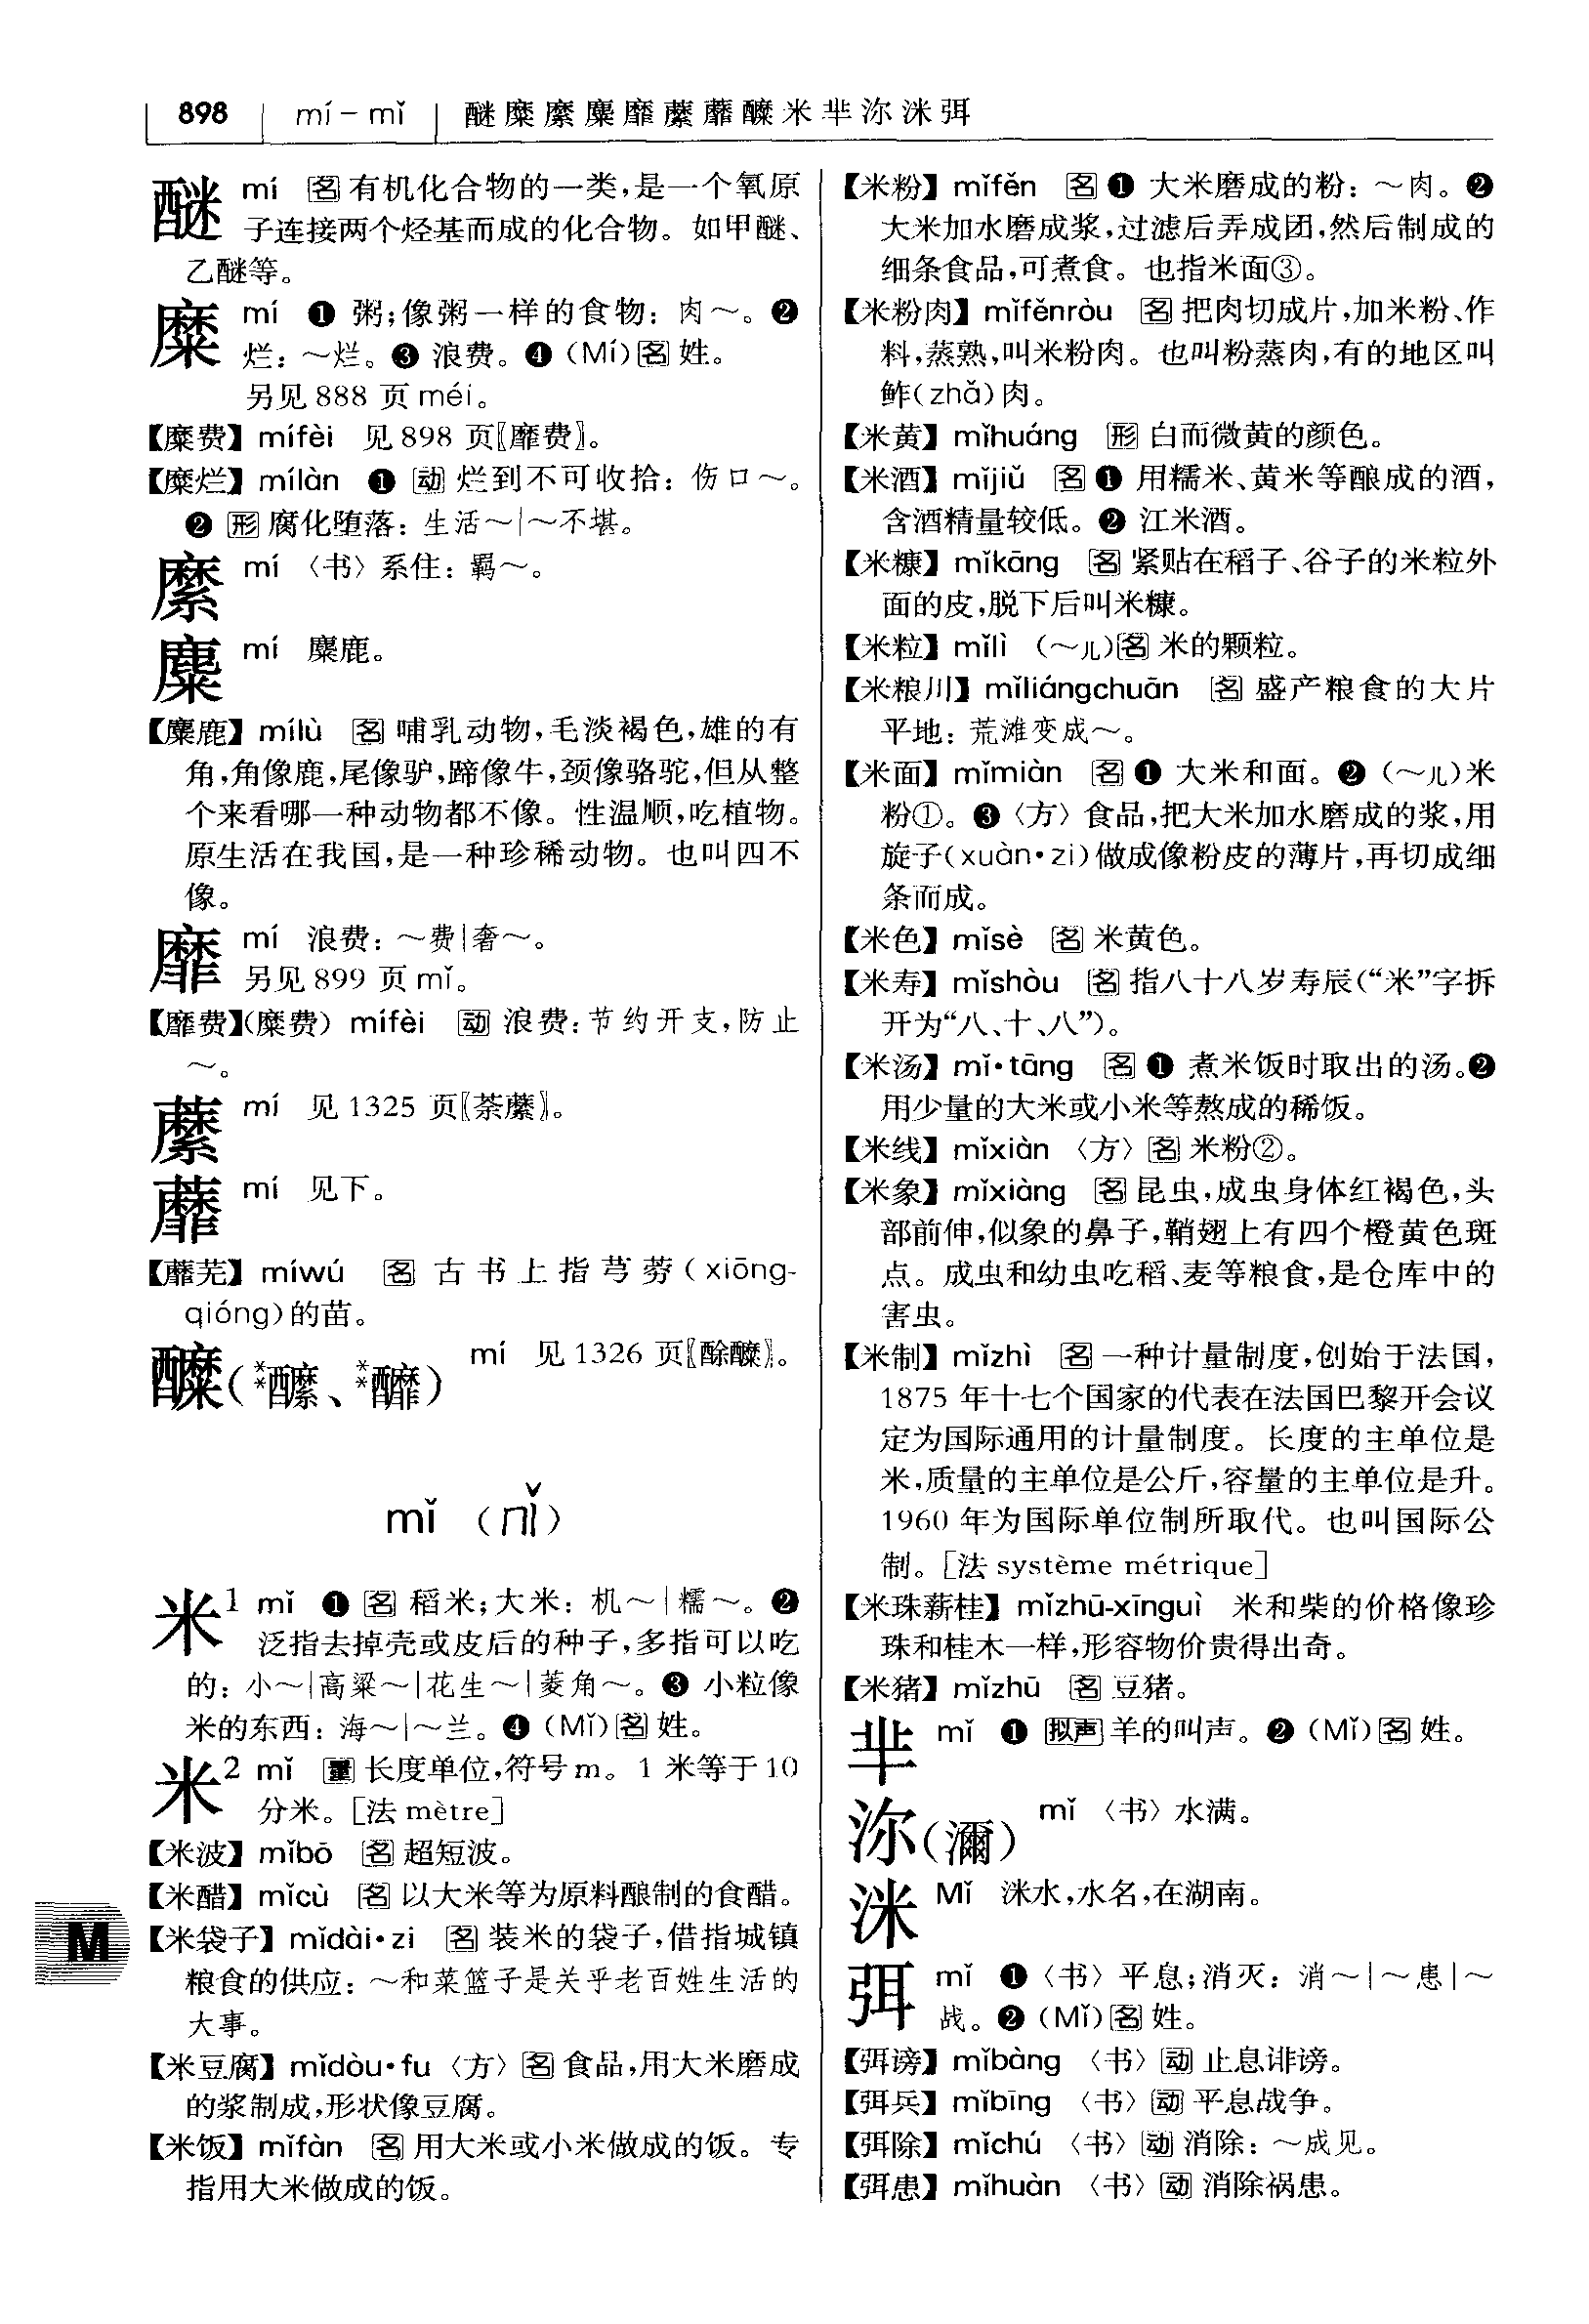 898 mí－mǐ 醚糜縻麋靡蘼蘼醾米芈沵洣弭
醚 mí 名 有机化合物的一类,是一个氧原
子连接两个烃基而成的化合物。如甲醚、
乙醚等。
糜 mí ❶ 粥;像粥一样的食物：肉～。❷
烂：～烂。❸ 浪费。❹（Mí）名 姓。
另见 888 页 méi。
【糜费】mífèi 见 898 页〖靡费〗。
【糜烂】mílàn ❶ 动 烂到不可收拾：伤口～。
❷ 形 腐化堕落：生活～|～不堪。
縻 mí 〈书〉系住：羁～。
麋 mí 麋鹿。
【麋鹿】mílù 名 哺乳动物,毛淡褐色,雄的有
角,角像鹿,尾像驴,蹄像牛,颈像骆驼,但从整
个来看哪一种动物都不像。性温顺,吃植物。
原生活在我国,是一种珍稀动物。也叫四不
像。
靡 mí 浪费：～费|奢～。
另见 899 页 mǐ。
【靡费】（糜费）mífèi 动 浪费:节约开支,防止
～。
蘼 mí 见 1325 页〖荼蘼〗。
蘼 mí 见下。
【蘼芜】míwú 名 古书上指芎䓖（xiōng-
qióng）的苗。
醾（**醾、**醿） mí 见 1326 页〖酴醾〗。
mǐ （ㄇㄧˇ）
米1 mǐ ❶ 名 稻米;大米：机～|糯～。❷
泛指去掉壳或皮后的种子,多指可以吃
的：小～|高粱～|花生～|菱角～。❸ 小粒像
米的东西：海～|～兰。❹（Mǐ）名 姓。
米2 mǐ 量 长度单位,符号 m。1 米等于 10
分米。[法 mètre]
【米波】mǐbō 名 超短波。
【米醋】mǐcù 名 以大米等为原料酿制的食醋。
M
【米袋子】mǐdài·zi 名 装米的袋子,借指城镇
粮食的供应：～和菜篮子是关乎老百姓生活的
大事。
【米豆腐】mǐdòu·fu 〈方〉名 食品,用大米磨成
的浆制成,形状像豆腐。
【米饭】mǐfàn 名 用大米或小米做成的饭。专
指用大米做成的饭。
【米粉】mǐfěn 名 ❶ 大米磨成的粉：～肉。❷
大米加水磨成浆,过滤后弄成团,然后制成的
细条食品,可煮食。也指米面③。
【米粉肉】mǐfěnròu 名 把肉切成片,加米粉、作
料,蒸熟,叫米粉肉。也叫粉蒸肉,有的地区叫
鲊（zhǎ）肉。
【米黄】mǐhuáng 形 白而微黄的颜色。
【米酒】mǐjiǔ 名 ❶ 用糯米、黄米等酿成的酒,
含酒精量较低。❷ 江米酒。
【米糠】mǐkāng 名 紧贴在稻子、谷子的米粒外
面的皮,脱下后叫米糠。
【米粒】mǐlì （～儿）名 米的颗粒。
【米粮川】mǐliángchuān 名 盛产粮食的大片
平地：荒滩变成～。
【米面】mǐmiàn 名 ❶ 大米和面。❷（～儿）米
粉①。❸〈方〉食品,把大米加水磨成的浆,用
旋子（xuàn·zi）做成像粉皮的薄片,再切成细
条而成。
【米色】mǐsè 名 米黄色。
【米寿】mǐshòu 名 指八十八岁寿辰（“米”字拆
开为“八、十、八”）。
【米汤】mǐ·tāng 名 ❶ 煮米饭时取出的汤。❷
用少量的大米或小米等熬成的稀饭。
【米线】mǐxiàn 〈方〉名 米粉②。
【米象】mǐxiàng 名 昆虫,成虫身体红褐色,头
部前伸,似象的鼻子,鞘翅上有四个橙黄色斑
点。成虫和幼虫吃稻、麦等粮食,是仓库中的
害虫。
【米制】mǐzhì 名 一种计量制度,创始于法国,
1875 年十七个国家的代表在法国巴黎开会议
定为国际通用的计量制度。长度的主单位是
米,质量的主单位是公斤,容量的主单位是升。
1960 年为国际单位制所取代。也叫国际公
制。[法 système métrique]
【米珠薪桂】mǐzhū-xīnguì 米和柴的价格像珍
珠和桂木一样,形容物价贵得出奇。
【米猪】mǐzhū 名 豆猪。
芈 mǐ ❶ 拟声 羊的叫声。❷（Mǐ）名 姓。
沵（瀰） mǐ 〈书〉水满。
洣 Mǐ 洣水,水名,在湖南。
弭 mǐ ❶〈书〉平息;消灭：消～|～患|～
战。❷（Mǐ）名 姓。
【弭谤】mǐbàng 〈书〉动 止息诽谤。
【弭兵】mǐbīng 〈书〉动 平息战争。
【弭除】mǐchú 〈书〉动 消除：～成见。
【弭患】mǐhuàn 〈书〉动 消除祸患。